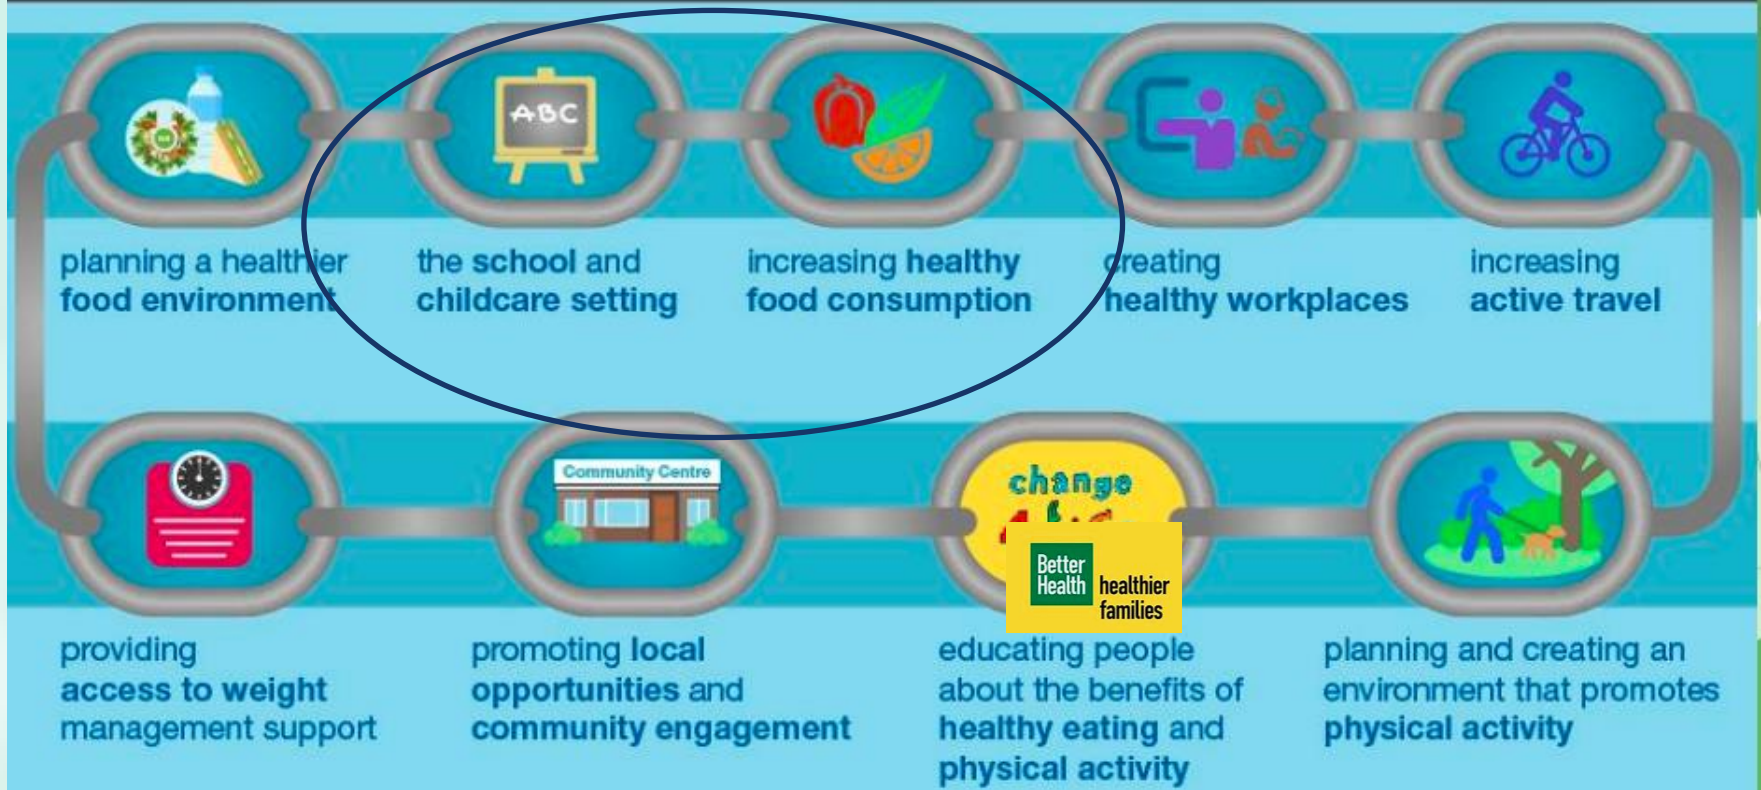 ABC
planning a healthier
food environment
the school and
childcare setting
increasing healthy
food consumption
creating
healthy workplaces
increasing
active travel
Community Centre
change
Better
Health healthier
families
providing
access to weight
management support
promoting local
opportunities and
community engagement
educating people
about the benefits of
healthy eating and
physical activity
planning and creating an
environment that promotes
physical activity